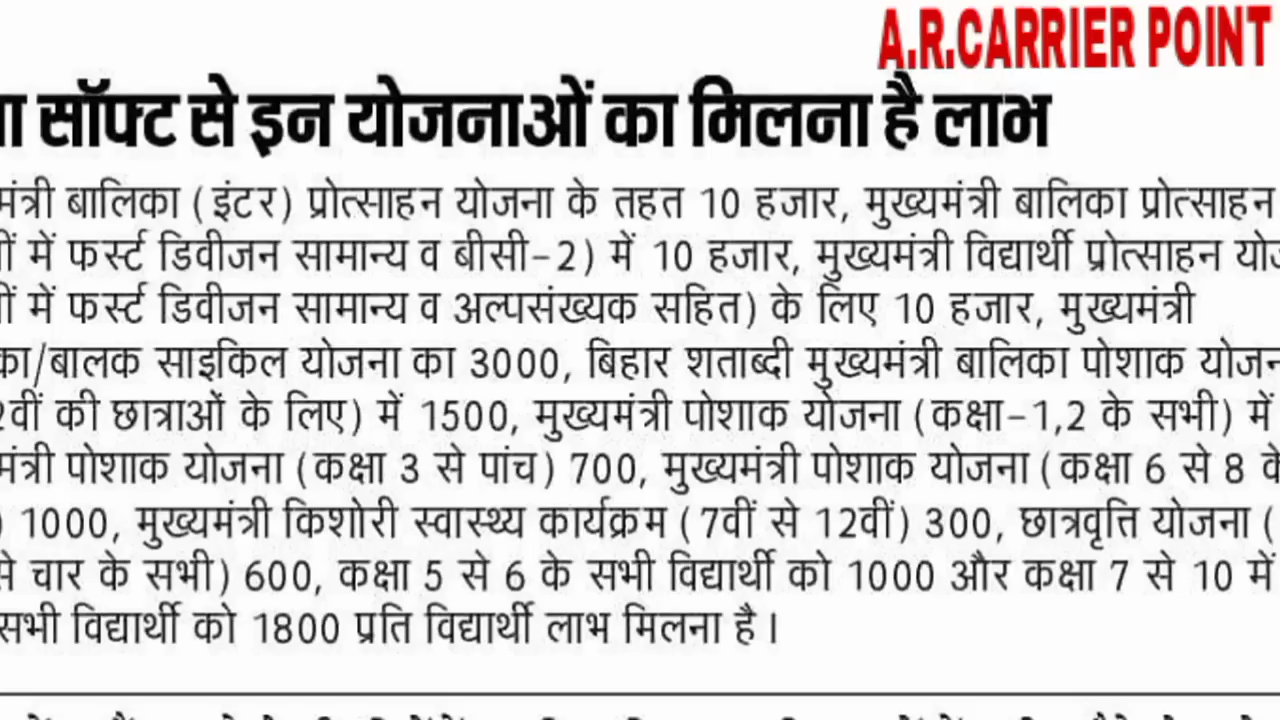 A.R.CARRIER POINT
सॉफ्ट से इन योजनाओं का मिलना है लाभ
मंत्री बालिका (इंटर) प्रोत्साहन योजना के तहत 10 हजार, मुख्यमंत्री बालिका प्रोत्साहन
में फर्स्ट डिवीजन सामान्य व बीसी-2) में 10 हजार, मुख्यमंत्री विद्यार्थी प्रोत्साहन
में फर्स्ट डिवीजन सामान्य व अल्पसंख्यक सहित) के लिए 10 हजार, मुख्यमंत्री
का/बालक साइकिल योजना का 3000, बिहार शताब्दी मुख्यमंत्री बालिका पोशाक
वीं की छात्राओं के लिए) में 1500, मुख्यमंत्री पोशाक योजना (कक्षा-1,2 के सभी) में
मंत्री पोशाक योजना (कक्षा 3 से पांच) 700, मुख्यमंत्री पोशाक योजना (कक्षा 6 से 8 के
) 1000, मुख्यमंत्री किशोरी स्वास्थ्य कार्यक्रम (7वीं से 12वीं) 300, छात्रवृत्ति योजना (
से चार के सभी) 600, कक्षा 5 से 6 के सभी विद्यार्थी को 1000 और कक्षा 7 से 10 में
सभी विद्यार्थी को 1800 प्रति विद्यार्थी लाभ मिलना है।